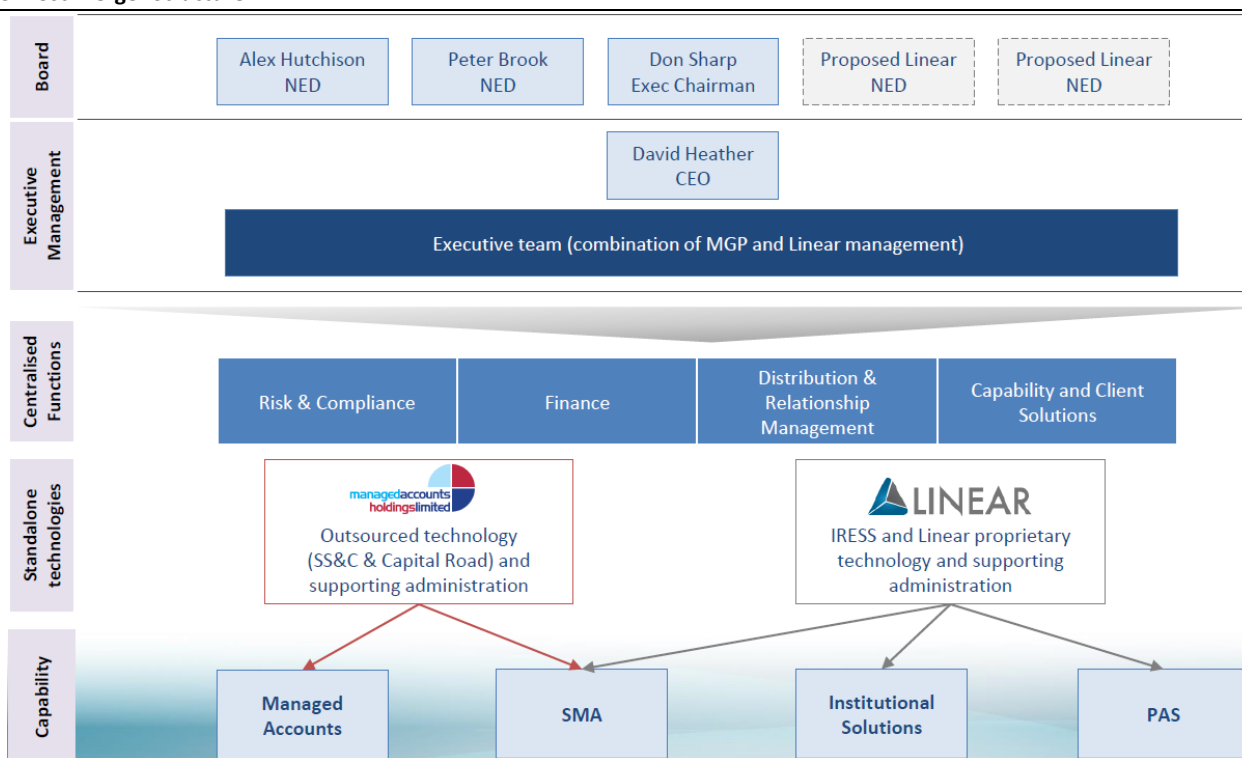 Board
Alex Hutchison
NED
Peter Brook
NED
Don Sharp
Exec Chairman
Proposed Linear
NED
Proposed Linear
NED
Executive
Management
David Heather
CEO
Executive team (combination of MGP and Linear management)
Centralised
Functions
Risk & Compliance
Finance
Distribution &
Relationship
Management
Capability and Client
Solutions
Standalone
technologies
managedaccounts
holdingslimited
Outsourced technology
(SS&C & Capital Road) and
supporting administration
LINEAR
IRESS and Linear proprietary
technology and supporting
administration
Capability
Managed
Accounts
SMA
Institutional
Solutions
PAS